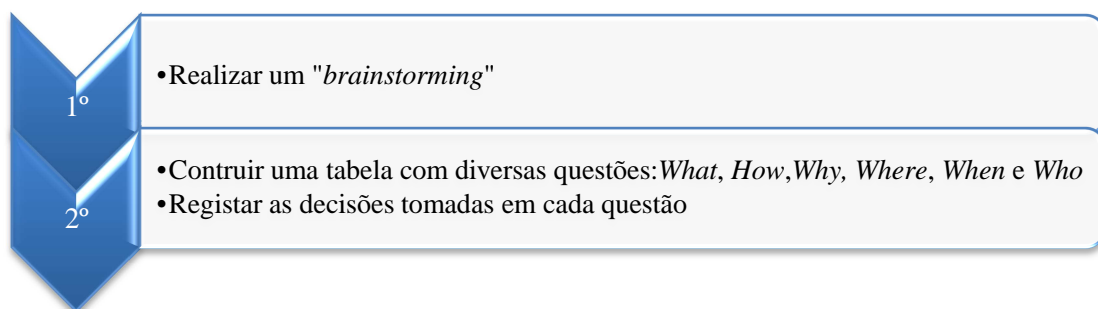 1º
•Realizar um "brainstorming"
2º
•Contruir uma tabela com diversas questões:What, How,Why, Where, When e Who
•Registar as decisões tomadas em cada questão